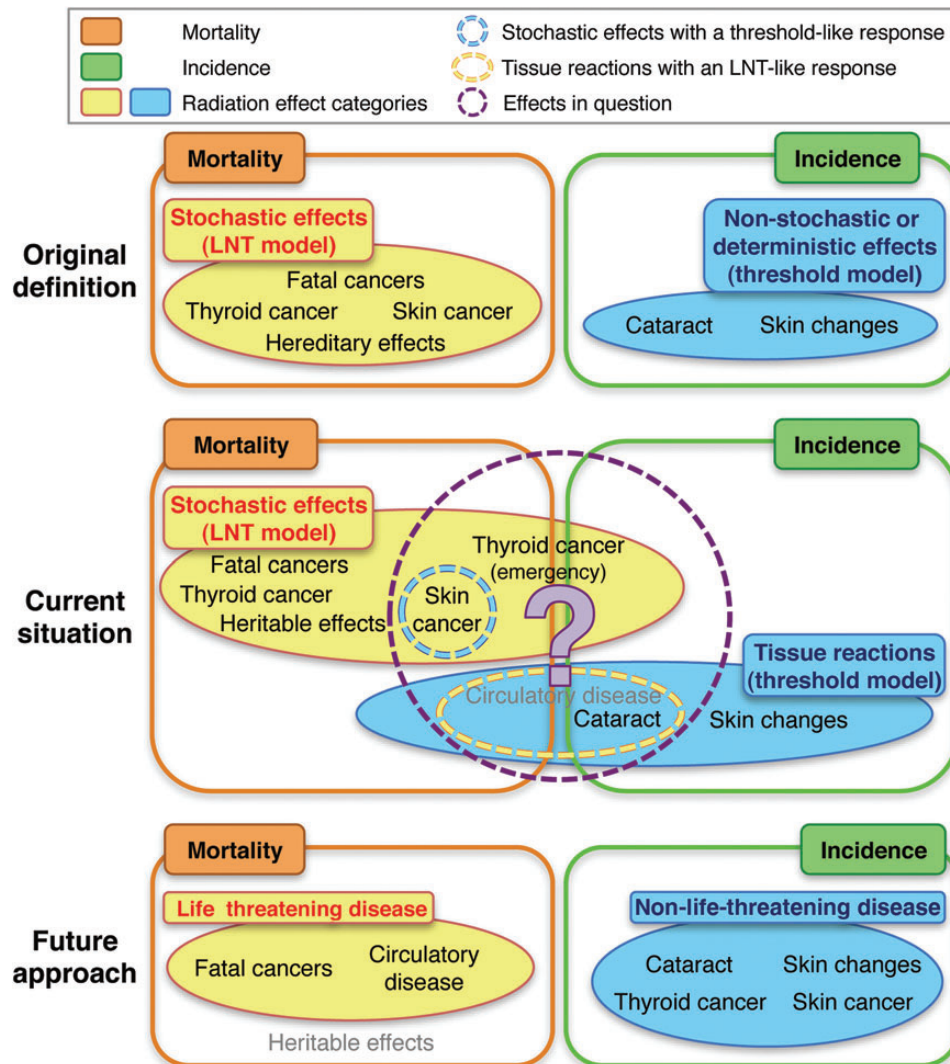 Mortality
Stochastic effects with a threshold-like response
Incidence
Tissue reactions with an LNT-like response
Radiation effect categories
Effects in question
Original
definition
Mortality
Stochastic effects
(LNT model)
Fatal cancers
Thyroid cancer
Skin cancer
Hereditary effects
Incidence
Non-stochastic or
deterministic effects
(threshold model)
Cataract
Skin changes
Current
situation
Mortality
Incidence
Stochastic effects
(LNT model)
Fatal cancers
Thyroid cancer
Heritable effects
Skin
cancer
Thyroid cancer
(emergency)
?
Tissue reactions
(threshold model)
Circulatory disease
Cataract
Skin changes
Future
approach
Mortality
Life threatening disease
Fatal cancers
Circulatory
disease
Heritable effects
Incidence
Non-life-threatening disease
Cataract
Skin changes
Thyroid cancer
Skin cancer